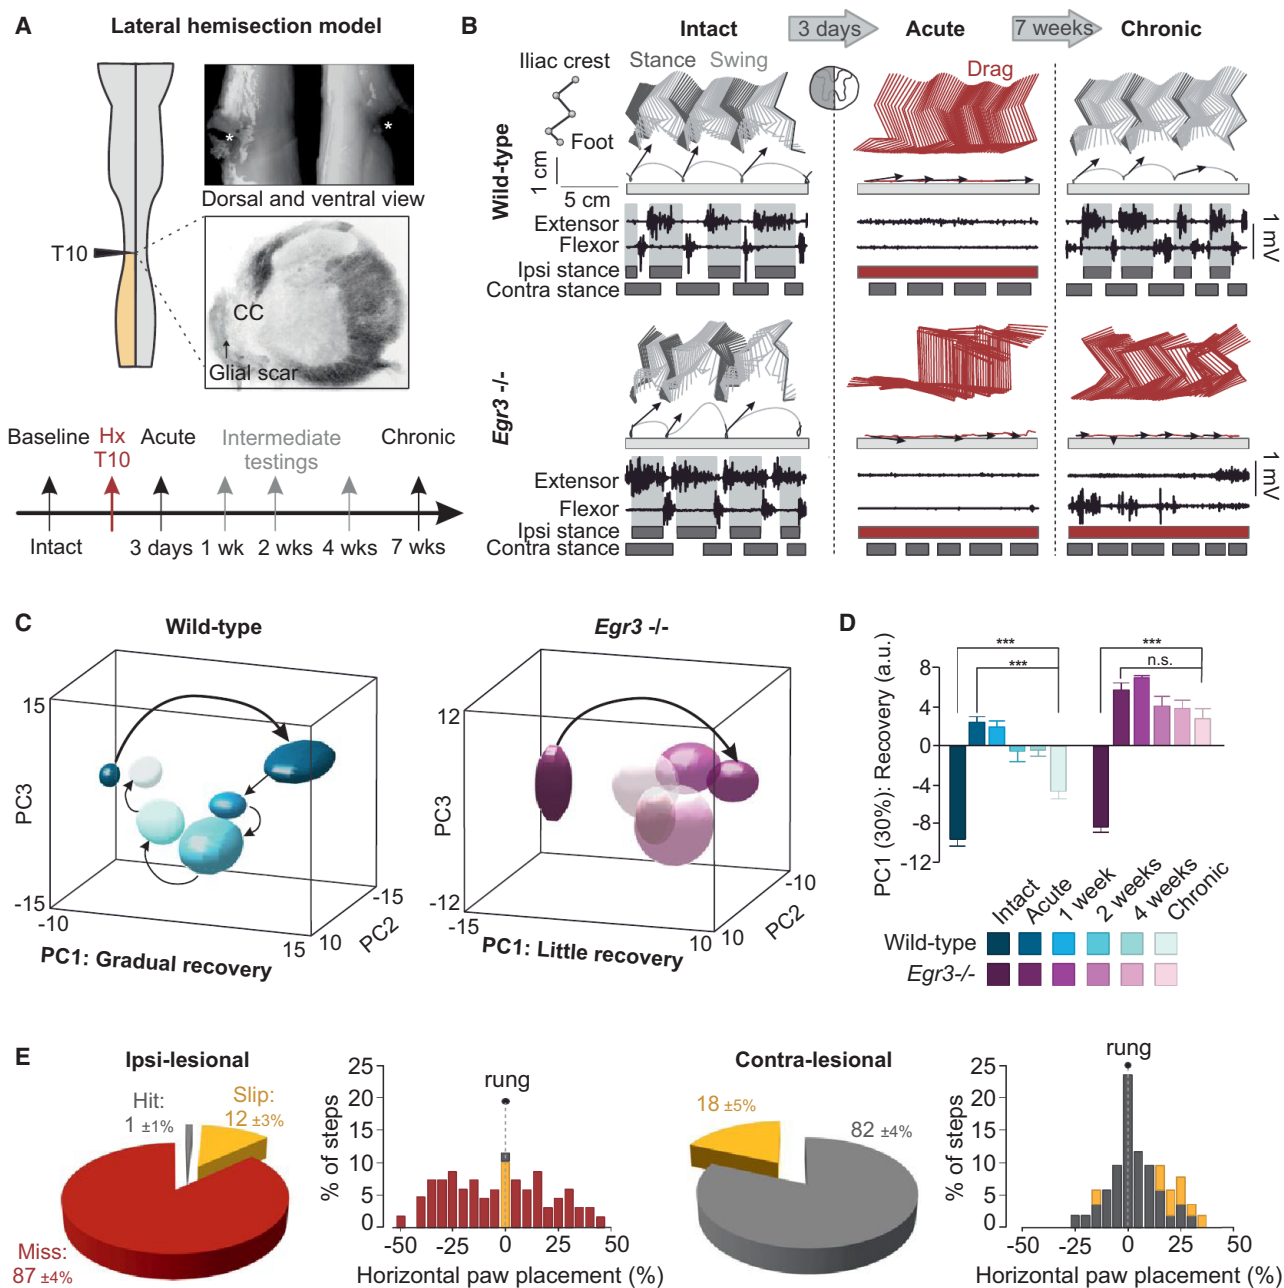 A
Lateral hemisection model
T10
*
*
Dorsal and ventral view
CC
Glial scar
Baseline
Hx
T10
Acute
Intermediate
testings
Chronic
Intact
3 days
1 wk
2 wks
4 wks
7 wks
B
Intact
3 days
Acute
7 weeks
Chronic
Wild-type
Iliac crest
Stance
Swing
Drag
Foot
1 cm
5 cm
Extensor
Flexor
1 mV
Ipsi stance
Contra stance
Egr3 -/-
Extensor
Flexor
1 mV
Ipsi stance
Contra stance
C
Wild-type
15
PC3
-15
-10
15
10
-15
PC2
PC1: Gradual recovery
Egr3 -/-
12
PC3
-12
-15
10
10
-10
PC2
PC1: Little recovery
D
PC1 (30%): Recovery (a.u.)
8
4
0
-4
-8
-12
***
***
***
n.s.
Intact
Acute
1 week
2 weeks
4 weeks
Chronic
Wild-type
Egr3-/-
E
Ipsi-lesional
Hit:
1 ±1%
Slip:
12 ±3%
Miss:
87 ±4%
% of steps
25
20
15
10
5
0
rung
-50
-25
0
25
50
Horizontal paw placement (%)
Contra-lesional
18 ±5%
82 ±4%
% of steps
25
20
15
10
5
0
rung
-50
-25
0
25
50
Horizontal paw placement (%)